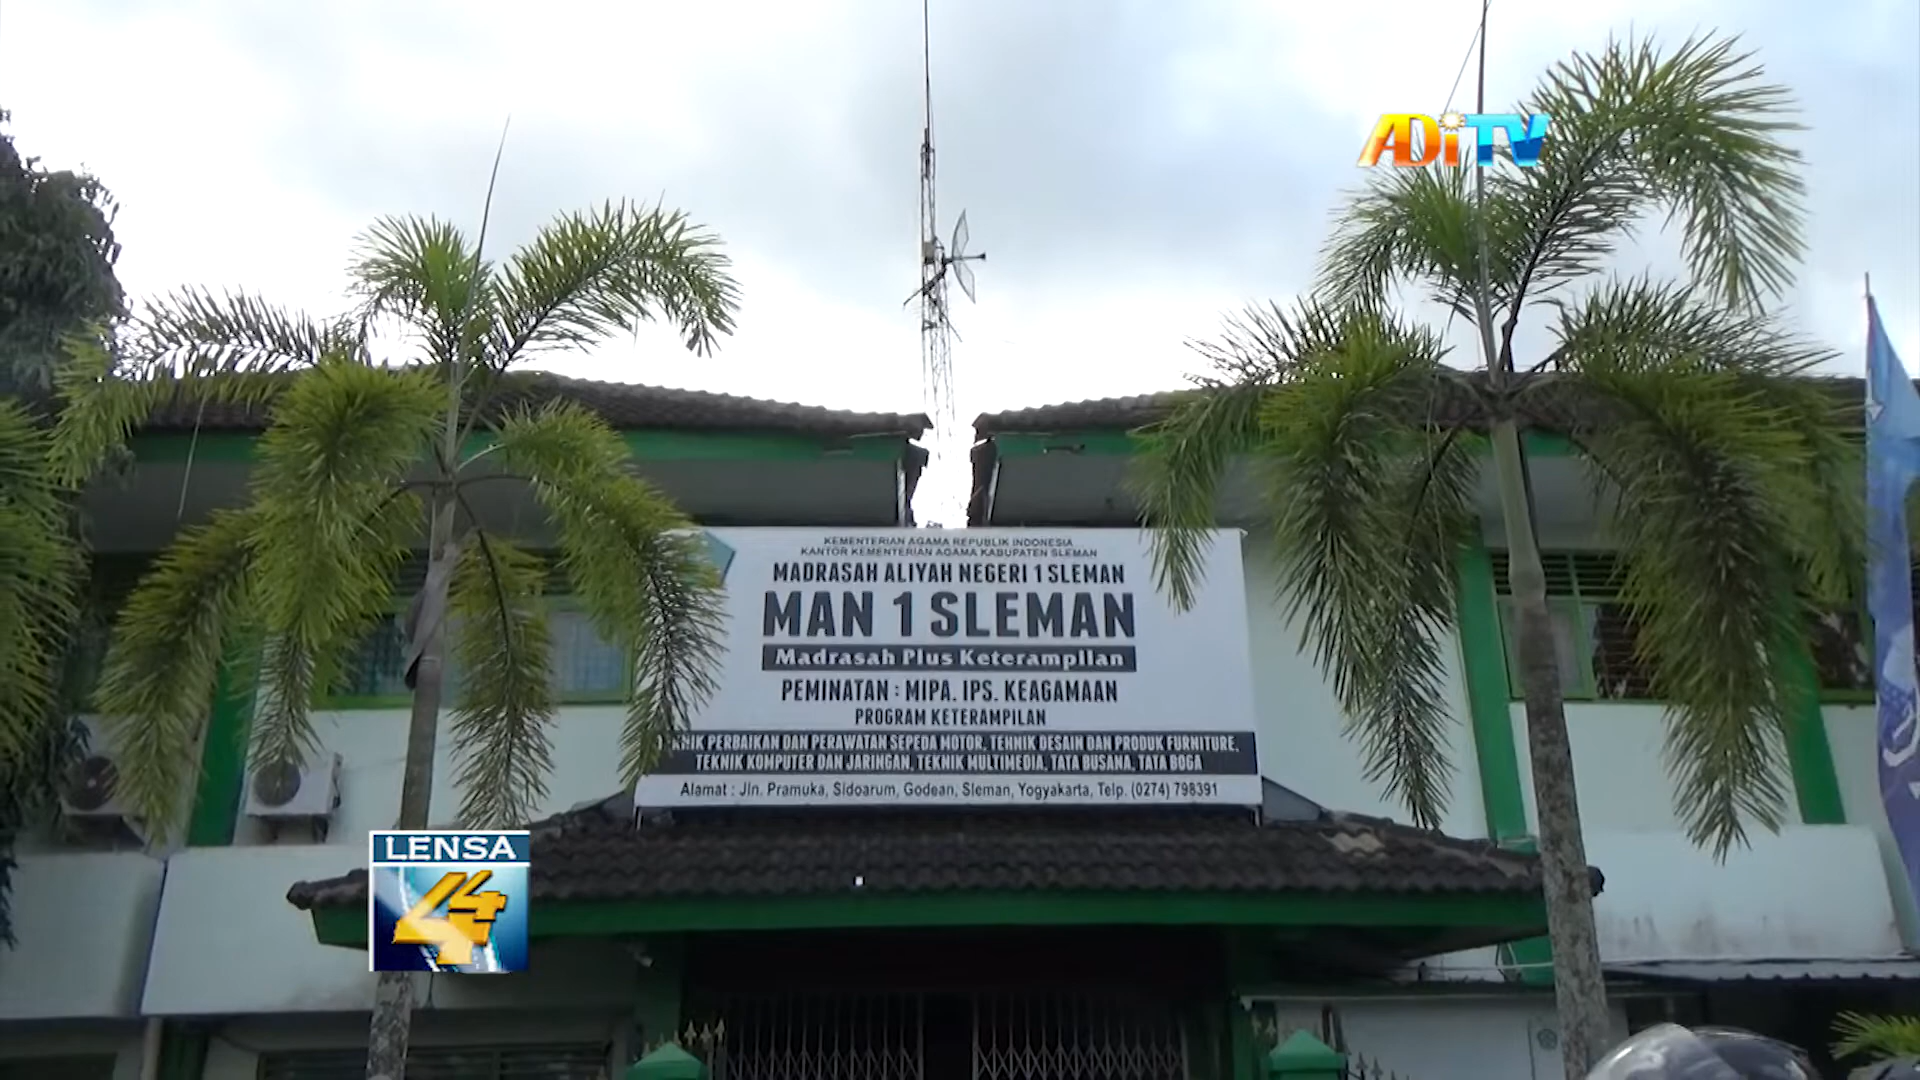 ADiTV
KEMENTERIAN AGAMA REPUBLIK INDONESIA
KANTOR KEMENTERIAN AGAMA KABUPATEN SLEMAN
MADRASAH ALIYAH NEGERI 1 SLEMAN
MAN 1 SLEMAN
Madrasah Plus Keterampilan
PEMINATAN : MIPA. IPS. KEAGAMAAN
PROGRAM KETERAMPILAN
PERBAIKAN DAN PERAWATAN SEPEDA MOTOR, TEHNIK DESAIN DAN PRODUK FURNITURE,
TEKNIK KOMPUTER DAN JARINGAN, TEKNIK MULTIMEDIA, TATA BUSANA, TATA BOGA
Alamat : Jln. Pramuka, Sidoarum, Godean, Sleman, Yogyakarta, Telp. (0274) 798391
LENSA
44